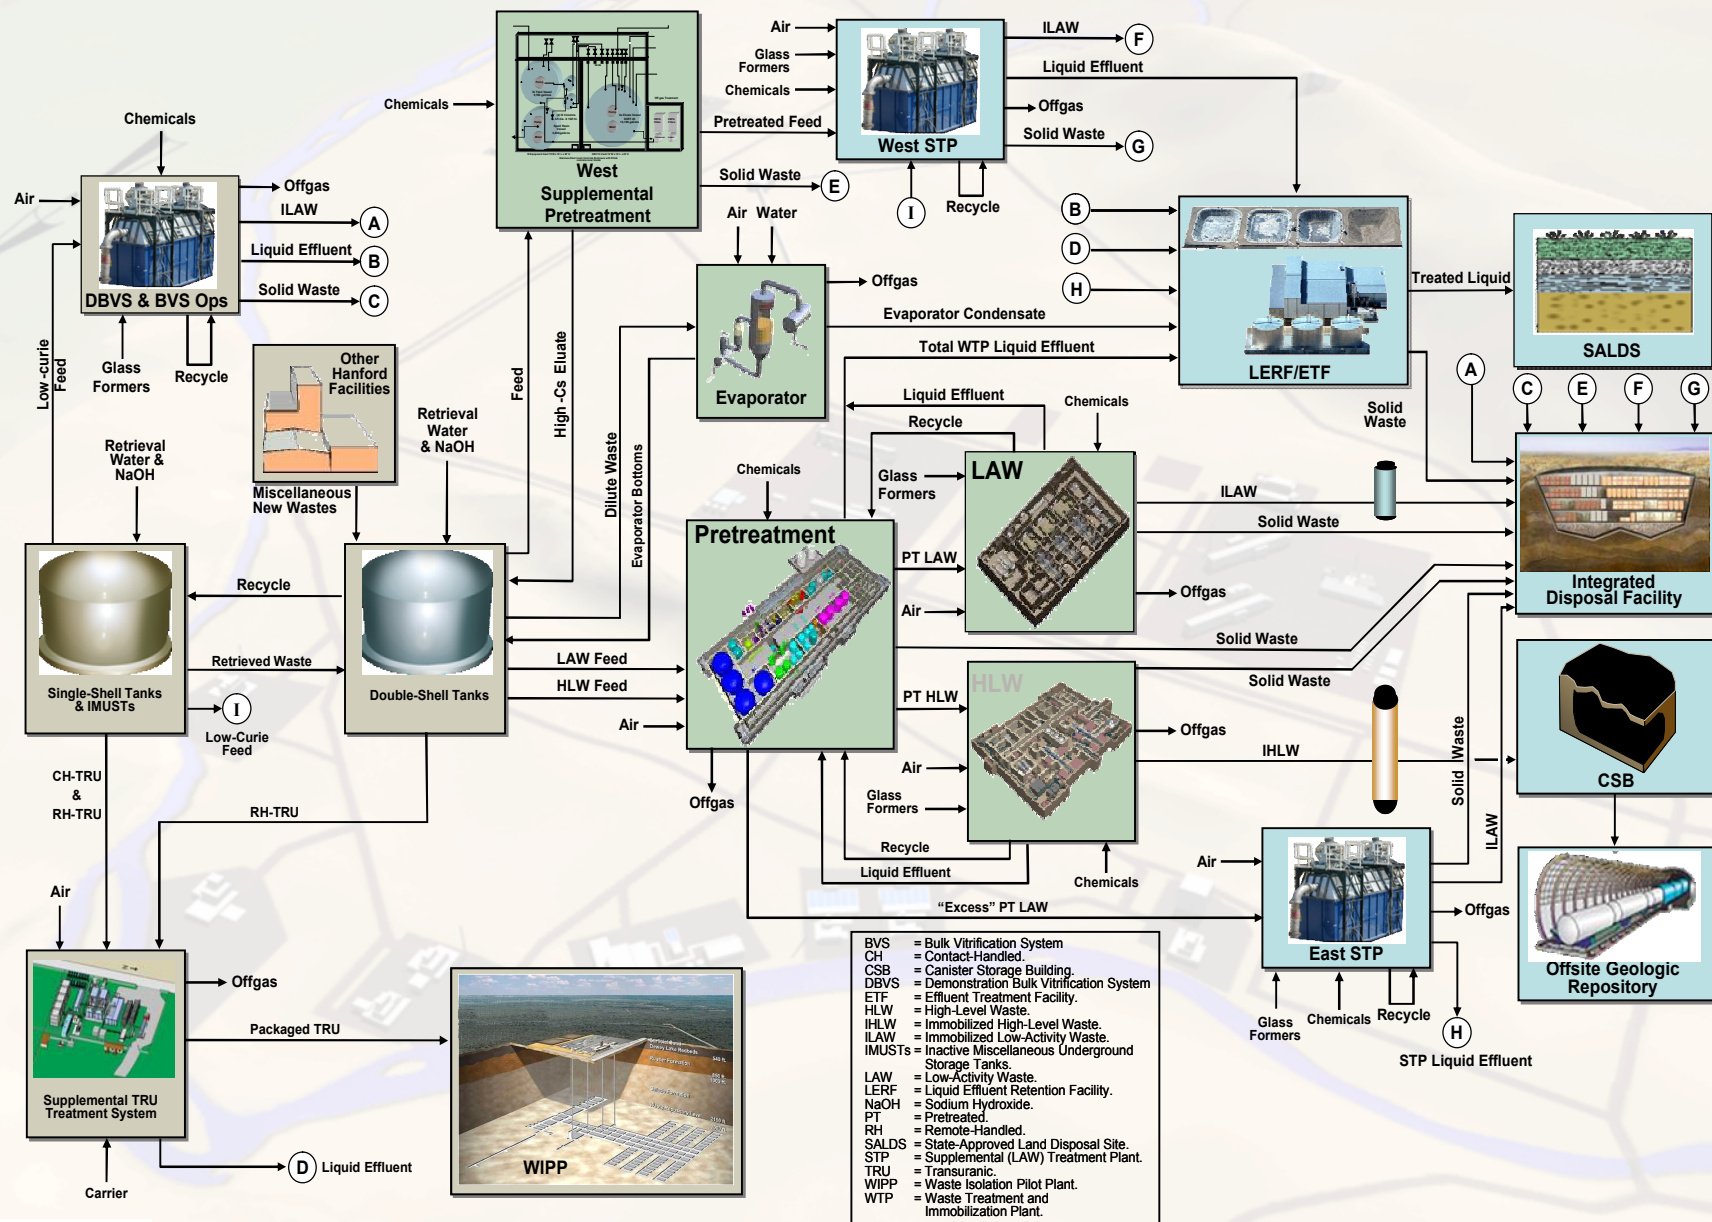 Chemicals
Air
Offgas
ILAW
A
Liquid Effluent
B
Solid Waste
C
DBVS & BVS Ops
Low-curie
Feed
Glass
Formers
Recycle
Chemicals
West
Supplemental
Pretreatment
Pretreated Feed
Solid Waste
E
Feed
High-Cs Eluate
Air
Glass
Formers
Chemicals
West STP
ILAW
F
Liquid Effluent
Offgas
Solid Waste
G
I
Recycle
Air Water
Offgas
Evaporator Condensate
Evaporator
Dilute Waste
Evaporator Bottoms
B
D
H
LERF/ETF
Treated Liquid
SALDS
Total WTP Liquid Effluent
Solid
Waste
A
C
E
F
G
Integrated
Disposal Facility
Other
Hanford
Facilities
Miscellaneous
New Wastes
Retrieval
Water &
NaOH
Retrieval
Water
& NaOH
Single-Shell Tanks
& IMUSTs
Recycle
Retrieved Waste
I
Low-Curie
Feed
Double-Shell Tanks
LAW Feed
HLW Feed
Air
Chemicals
Pretreatment
Offgas
Liquid Effluent
Recycle
Chemicals
Glass
Formers
LAW
PT LAW
Air
ILAW
Solid Waste
Offgas
Solid Waste
Solid Waste
HLW
PT HLW
Air
Glass
Formers
Offgas
IHLW
Recycle
Liquid Effluent
Chemicals
CSB
Offsite Geologic
Repository
Solid Waste
ILAW
"Excess" PT LAW
Air
East STP
Offgas
Glass
Formers
Chemicals
Recycle
H
STP Liquid Effluent
CH-TRU
&
RH-TRU
RH-TRU
Air
Offgas
Packaged TRU
Supplemental TRU
Treatment System
Carrier
D
Liquid Effluent
WIPP
BVS = Bulk Vitrification System
CH = Contact-Handled.
CSB = Canister Storage Building.
DBVS = Demonstration Bulk Vitrification System
ETF = Effluent Treatment Facility.
HLW = High-Level Waste.
IHLW = Immobilized High-Level Waste.
ILAW = Immobilized Low-Activity Waste.
IMUSTs = Inactive Miscellaneous Underground
Storage Tanks.
LAW = Low-Activity Waste.
LERF = Liquid Effluent Retention Facility.
NaOH = Sodium Hydroxide.
PT = Pretreated.
RH = Remote-Handled.
SALDS = State-Approved Land Disposal Site.
STP = Supplemental (LAW) Treatment Plant.
TRU = Transuranic.
WIPP = Waste Isolation Pilot Plant.
WTP = Waste Treatment and
Immobilization Plant.